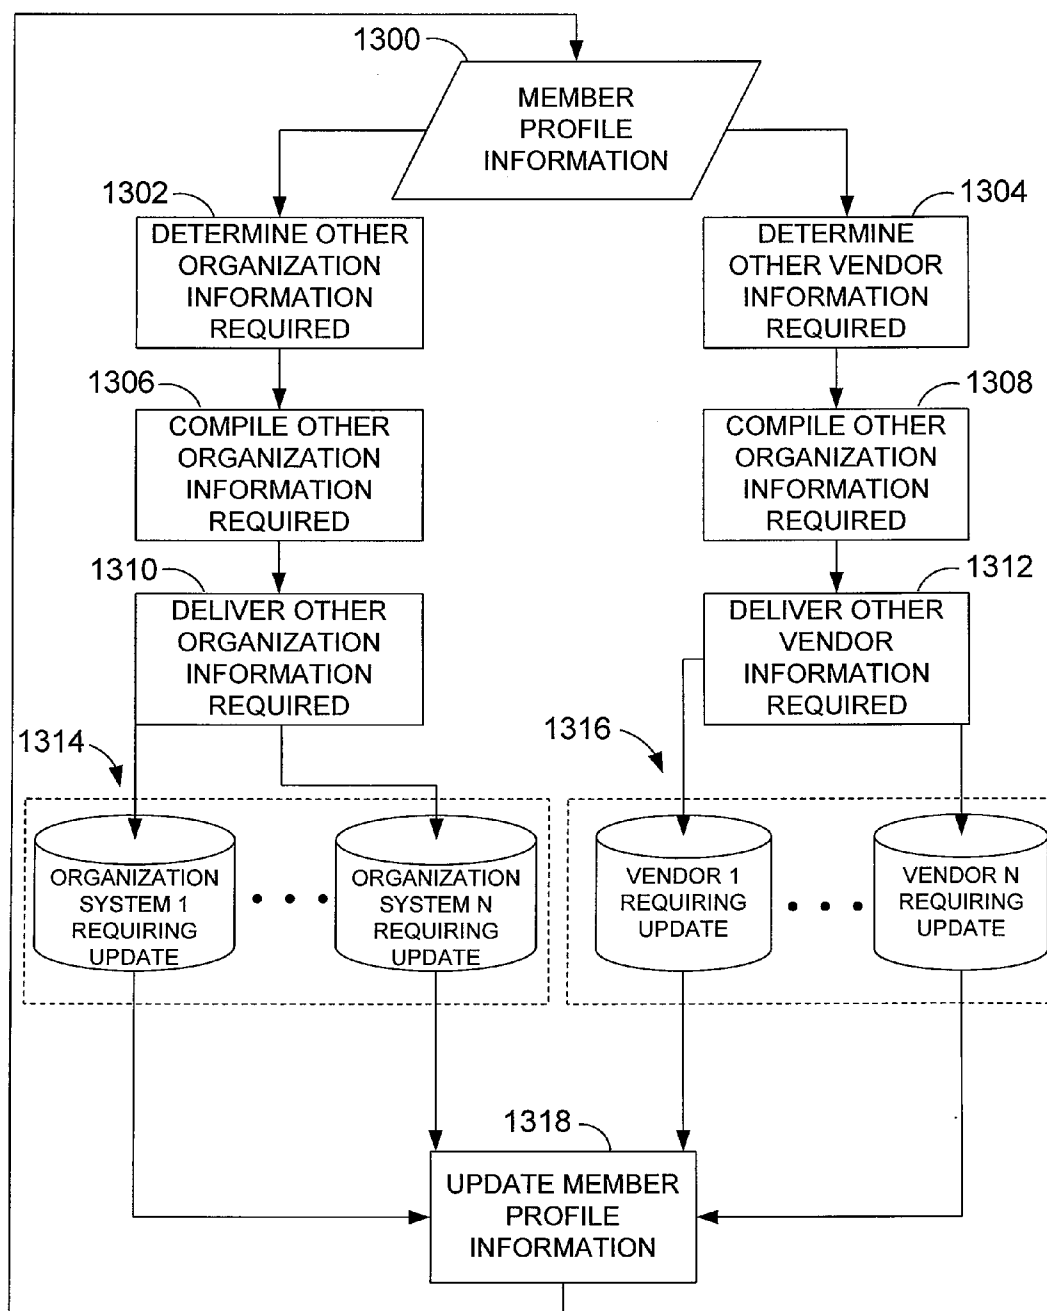 1300
MEMBER
PROFILE
INFORMATION
1302
DETERMINE OTHER
ORGANIZATION
INFORMATION
REQUIRED
1304
DETERMINE
OTHER VENDOR
INFORMATION
REQUIRED
1306
COMPILE OTHER
ORGANIZATION
INFORMATION
REQUIRED
1308
COMPILE OTHER
ORGANIZATION
INFORMATION
REQUIRED
1310
DELIVER OTHER
ORGANIZATION
INFORMATION
REQUIRED
1312
DELIVER OTHER
VENDOR
INFORMATION
REQUIRED
1314
ORGANIZATION
SYSTEM 1
REQUIRING
UPDATE
ORGANIZATION
SYSTEM N
REQUIRING
UPDATE
1316
VENDOR 1
REQUIRING
UPDATE
VENDOR N
REQUIRING
UPDATE
1318
UPDATE MEMBER
PROFILE
INFORMATION